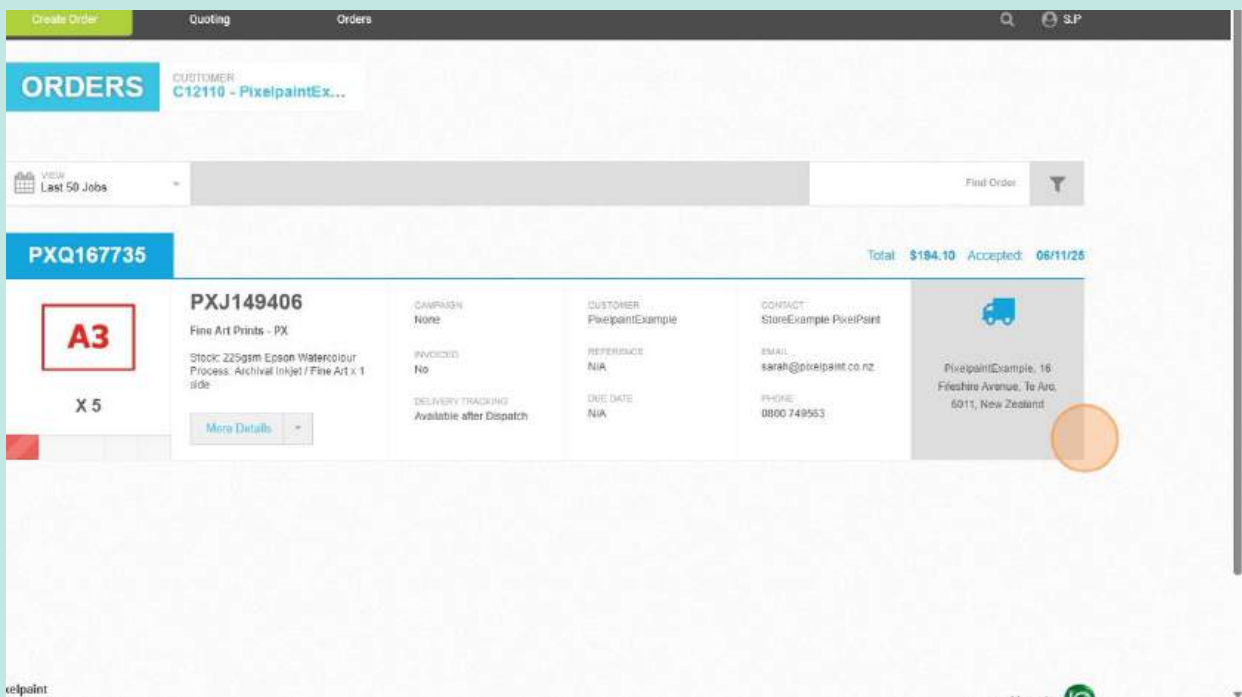 Create Order
Quoting
Orders
S.P
ORDERS
CUSTOMER
C12110 - PixelpaintEx...
VIEW
Last 50 Jobs
Find Order
PXQ167735
Total $194.10 Accepted: 06/11/25
A3
X 5
PXJ149406
Fine Art Prints - PX
Stock: 225gsm Epson Watercolour
Process: Archival Inkjet / Fine Art x 1
side
More Details
CAMPAIGN
None
INVOICED
No
DELIVERY TRACKING
Available after Dispatch
CUSTOMER
PixelpaintExample
REFERENCE
N/A
DUE DATE
N/A
CONTACT
StoreExample PixelPaint
EMAIL
sarah@pixelpaint.co.nz
PHONE
0800 749563
PixelpaintExample, 16
Frieshire Avenue, Te Aro,
6011, New Zealand
xelpaint